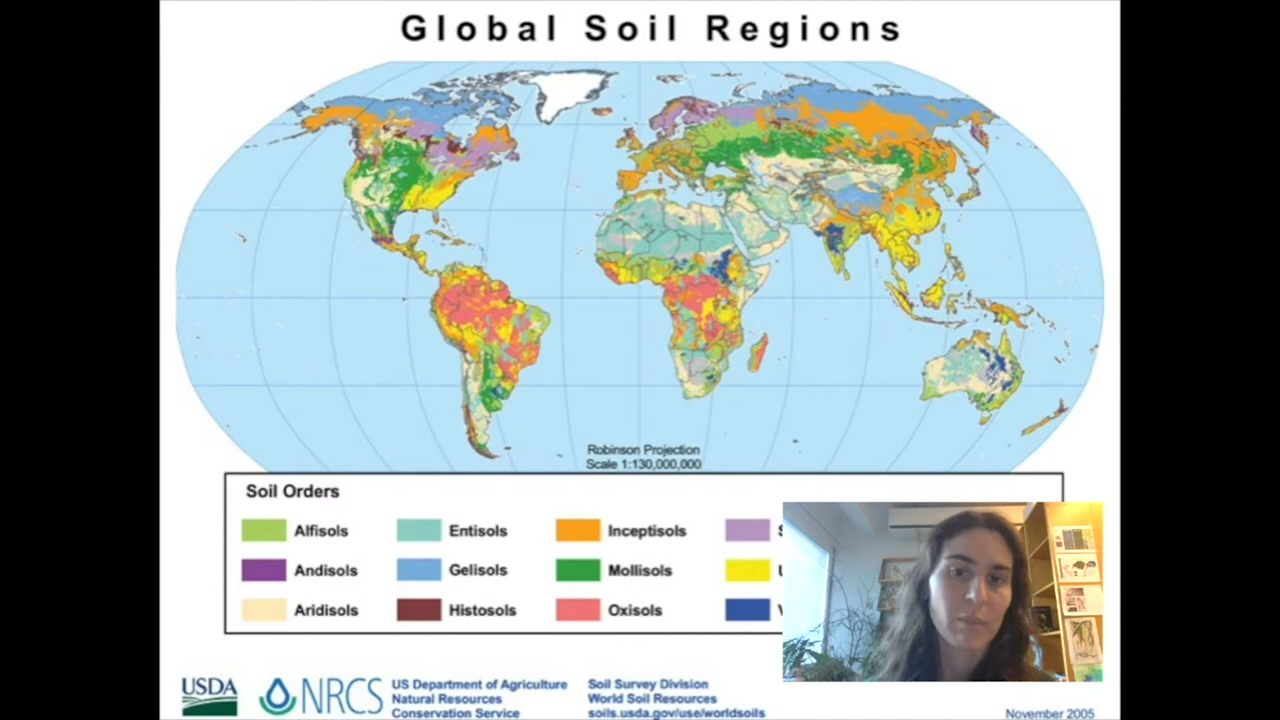 Global Soil Regions
Robinson Projection
Scale 1:130,000,000
Soil Orders
Alfisols Entisols Inceptisols
Andisols Gelisols Mollisols
Aridisols Histosols Oxisols
USDA
NRCS
US Department of Agriculture
Natural Resources
Conservation Service
Soil Survey Division
World Soil Resources
soils.usda.gov/use/worldsoils
November 2005